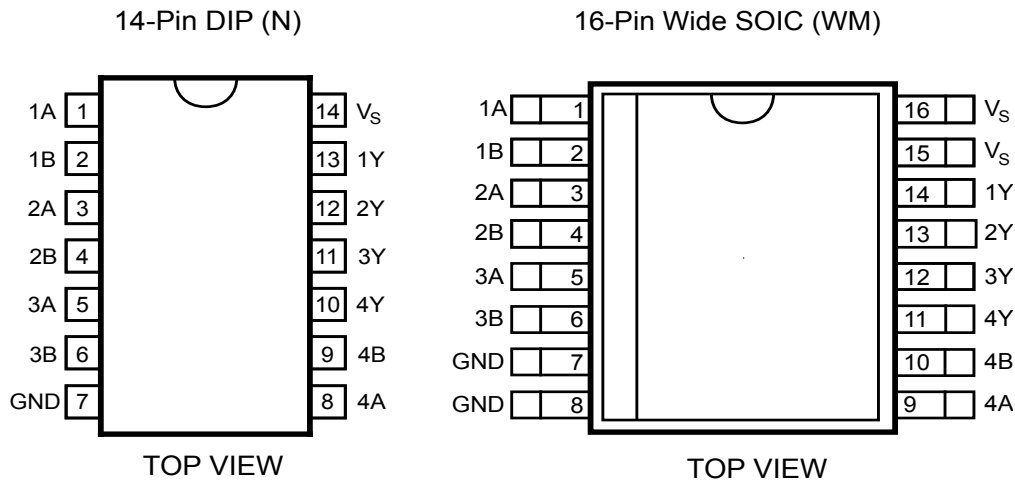 14-Pin DIP (N)
1A 1 14 VS
1B 2 13 1Y
2A 3 12 2Y
2B 4 11 3Y
3A 5 10 4Y
3B 6 9 4B
GND 7 8 4A
TOP VIEW
16-Pin Wide SOIC (WM)
1A 1 16 VS
1B 2 15 VS
2A 3 14 1Y
2B 4 13 2Y
3A 5 12 3Y
3B 6 11 4Y
GND 7 10 4B
GND 8 9 4A
TOP VIEW